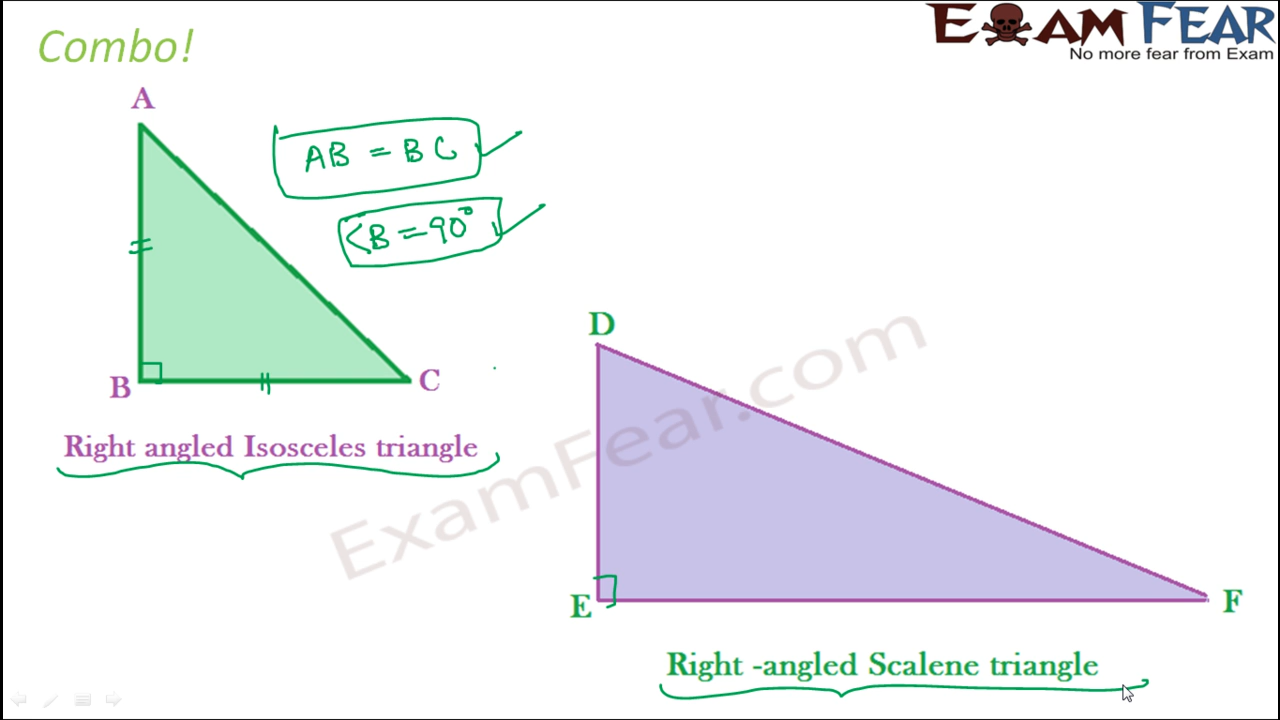 Combo!
EXAM FEAR
No more fear from Exam
A
AB = BC
<B = 90°
B
C
Right angled Isosceles triangle
D
ExamFear.com
E
F
Right -angled Scalene triangle